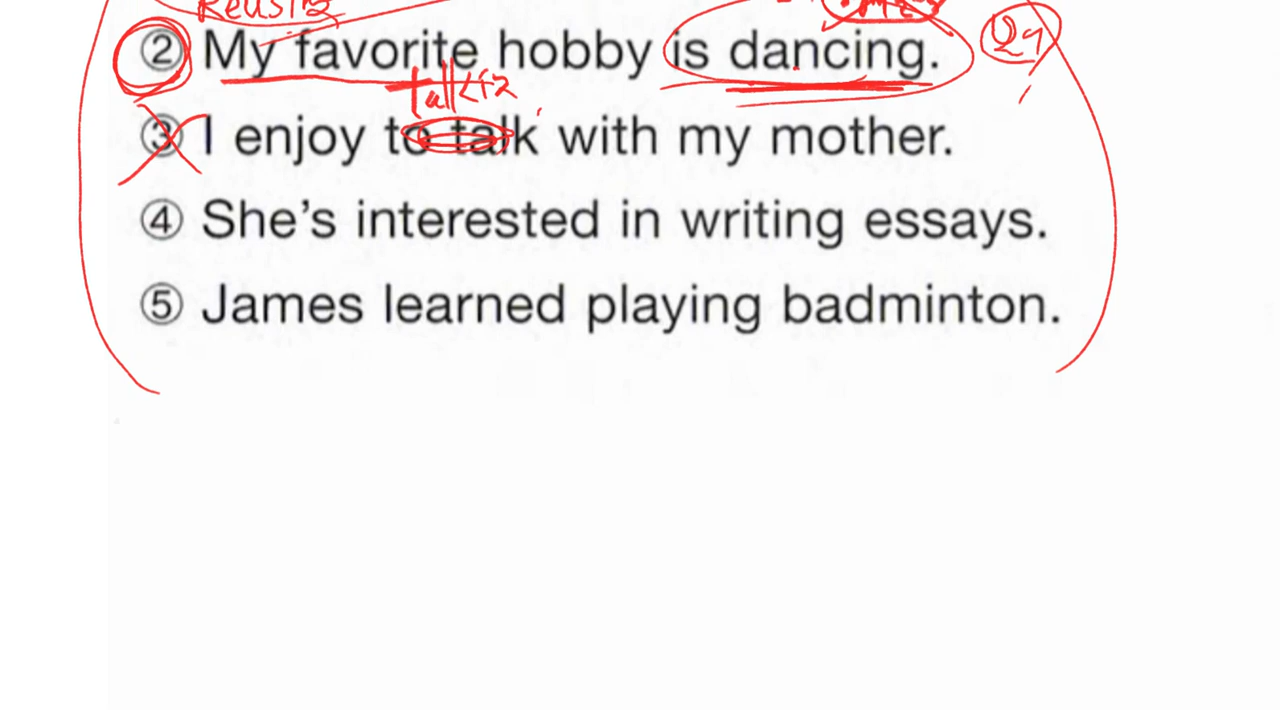 ② My favorite hobby is dancing.
③ I enjoy to talk with my mother.
④ She's interested in writing essays.
⑤ James learned playing badminton.